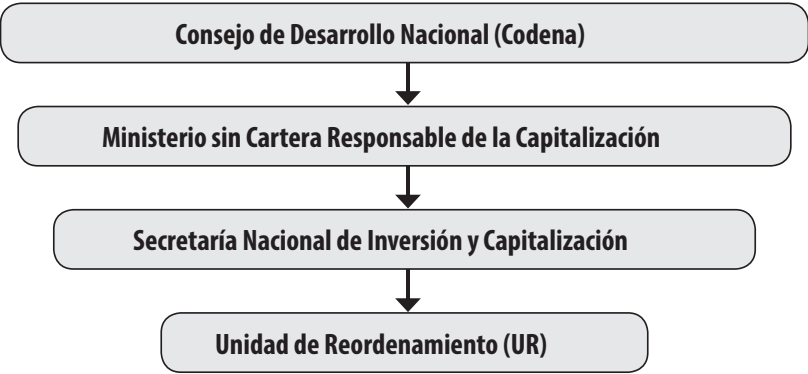 Consejo de Desarrollo Nacional (Codena)
Ministerio sin Cartera Responsable de la Capitalización
Secretaría Nacional de Inversión y Capitalización
Unidad de Reordenamiento (UR)